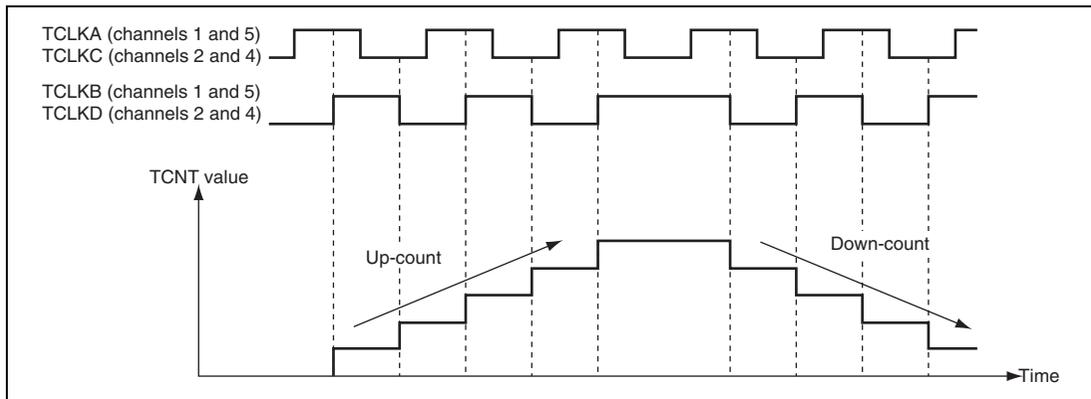 TCLKA (channels 1 and 5)
TCLKC (channels 2 and 4)
TCLKB (channels 1 and 5)
TCLKD (channels 2 and 4)
TCNT value
Up-count
Down-count
Time